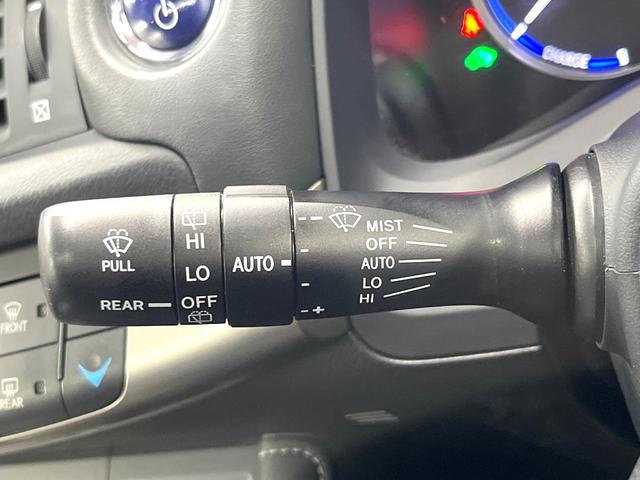 CHARGE
MIST
OFF
AUTO
LO
HI
- +
AUTO
HI
LO
OFF
PULL
REAR
FRONT
REAR